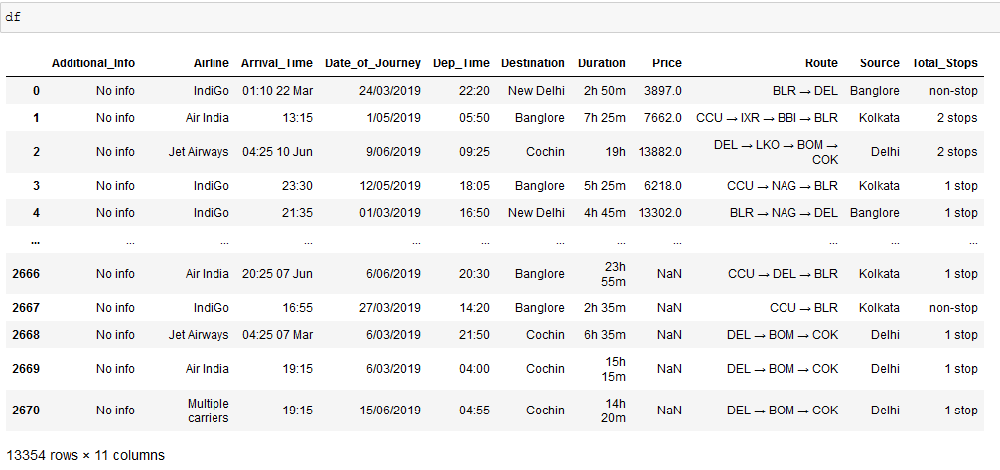 df
Additional_Info Airline Arrival_Time Date_of_Journey Dep_Time Destination Duration Price Route Source Total_Stops
0 No info IndiGo 01:10 22 Mar 24/03/2019 22:20 New Delhi 2h 50m 3897.0 BLR → DEL Banglore non-stop
1 No info Air India 13:15 1/05/2019 05:50 Banglore 7h 25m 7662.0 CCU → IXR → BBI → BLR Kolkata 2 stops
2 No info Jet Airways 04:25 10 Jun 9/06/2019 09:25 Cochin 19h 13882.0 DEL → LKO → BOM → COK Delhi 2 stops
3 No info IndiGo 23:30 12/05/2019 18:05 Banglore 5h 25m 6218.0 CCU → NAG → BLR Kolkata 1 stop
4 No info IndiGo 21:35 01/03/2019 16:50 New Delhi 4h 45m 13302.0 BLR → NAG → DEL Banglore 1 stop
... ... ... ... ... ... ... ... ... ... ... ...
2666 No info Air India 20:25 07 Jun 6/06/2019 20:30 Banglore 23h 55m NaN CCU → DEL → BLR Kolkata 1 stop
2667 No info IndiGo 16:55 27/03/2019 14:20 Banglore 2h 35m NaN CCU → BLR Kolkata non-stop
2668 No info Jet Airways 04:25 07 Mar 6/03/2019 21:50 Cochin 6h 35m NaN DEL → BOM → COK Delhi 1 stop
2669 No info Air India 19:15 6/03/2019 04:00 Cochin 15h 15m NaN DEL → BOM → COK Delhi 1 stop
2670 No info Multiple carriers 19:15 15/06/2019 04:55 Cochin 14h 20m NaN DEL → BOM → COK Delhi 1 stop
13354 rows × 11 columns